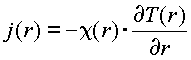 j(r) = −χ(r)·∂T(r)/∂r